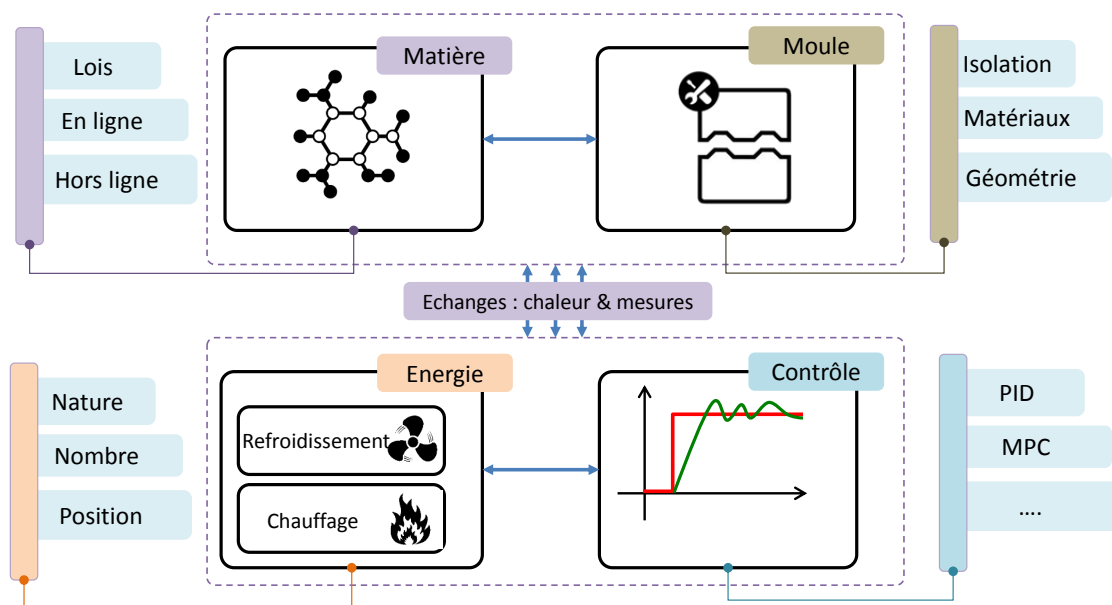 Lois
En ligne
Hors ligne
Matière
Moule
Isolation
Matériaux
Géométrie
Echanges : chaleur & mesures
Nature
Nombre
Position
Energie
Refroidissement
Chauffage
Contrôle
PID
MPC
....